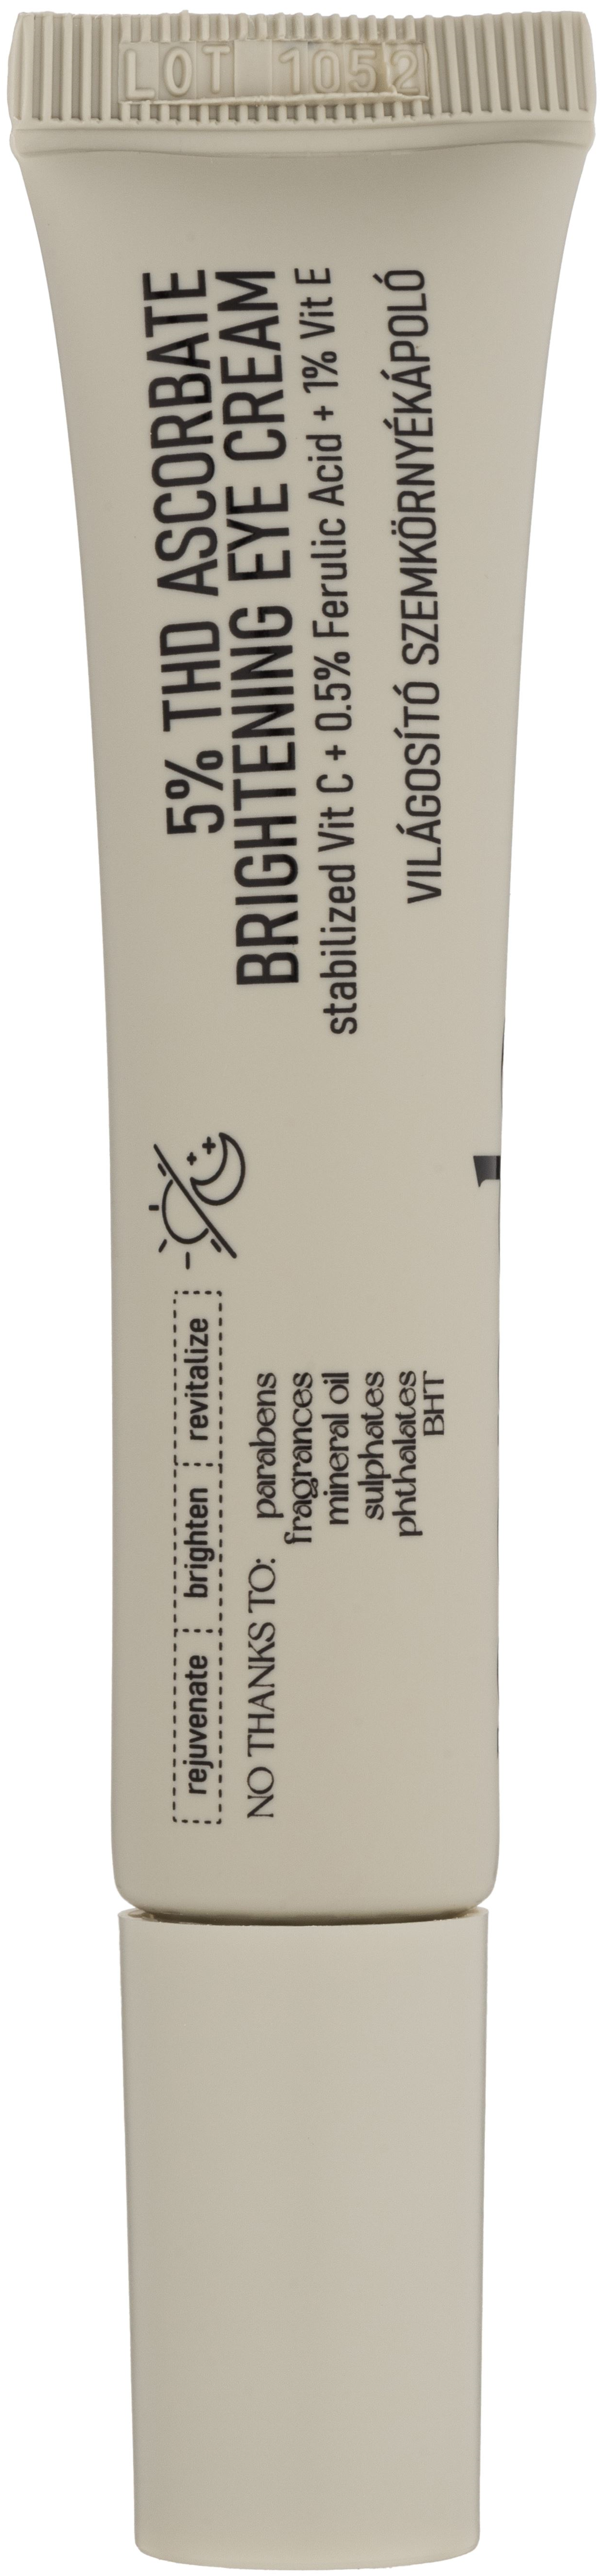 LOT 1052
5% THD ASCORBATE
BRIGHTENING EYE CREAM
stabilized Vit C + 0.5% Ferulic Acid + 1% Vit E
VILÁGOSÍTÓ SZEMKÖRNYÉKÁPOLÓ
rejuvenate brighten revitalize
NO THANKS TO: parabens
fragrances
mineral oil
sulphates
phthalates
BHT